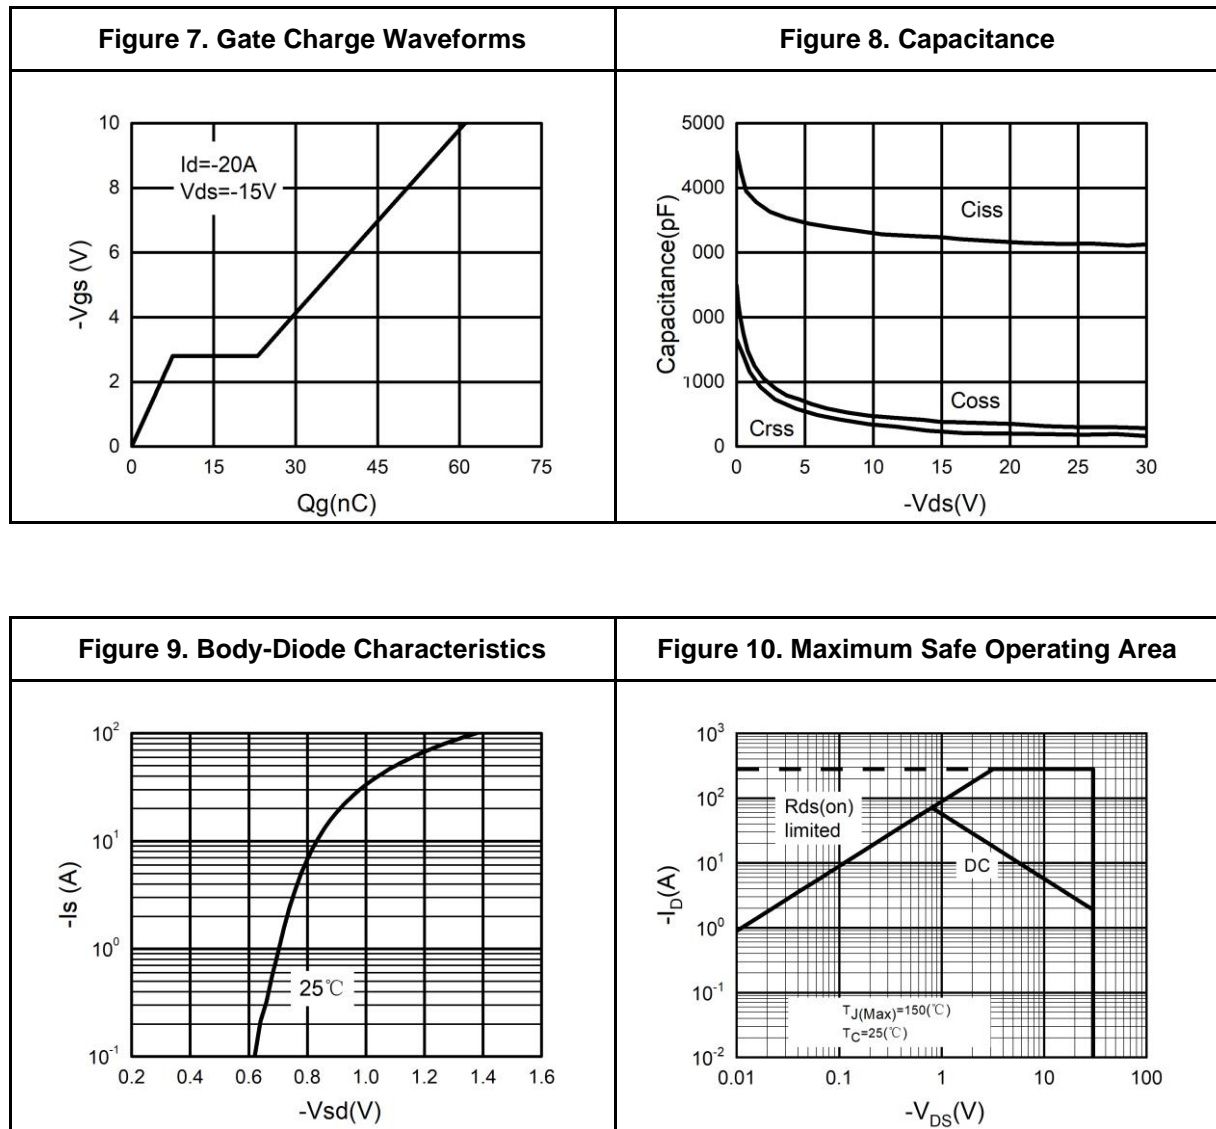 Figure 7. Gate Charge Waveforms
Figure 8. Capacitance
10
8
6
4
2
0
-Vgs (V)
Id=-20A
Vds=-15V
0 15 30 45 60 75
Qg(nC)
5000
4000
000
000
1000
0
Capacitance(pF)
Ciss
Coss
Crss
0 5 10 15 20 25 30
-Vds(V)
Figure 9. Body-Diode Characteristics
Figure 10. Maximum Safe Operating Area
10²
10¹
10⁰
10⁻¹
-Is (A)
25℃
0.2 0.4 0.6 0.8 1.0 1.2 1.4 1.6
-Vsd(V)
10³
10²
10¹
10⁰
10⁻¹
10⁻²
-I_D(A)
Rds(on)
limited
DC
T_J(Max)=150(℃)
T_C=25(℃)
0.01 0.1 1 10 100
-V_DS(V)